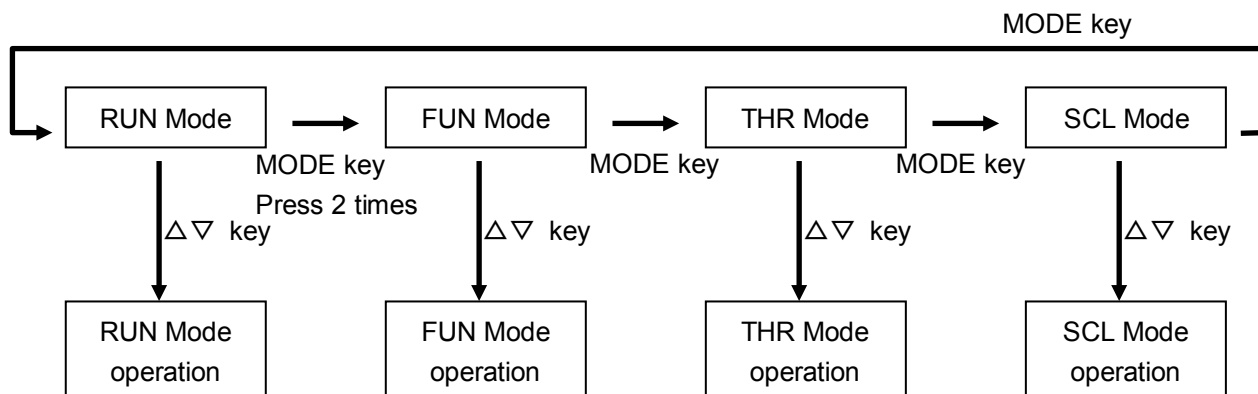 MODE key
RUN Mode
FUN Mode
THR Mode
SCL Mode
MODE key
Press 2 times
MODE key
MODE key
△▽ key
△▽ key
△▽ key
△▽ key
RUN Mode
operation
FUN Mode
operation
THR Mode
operation
SCL Mode
operation